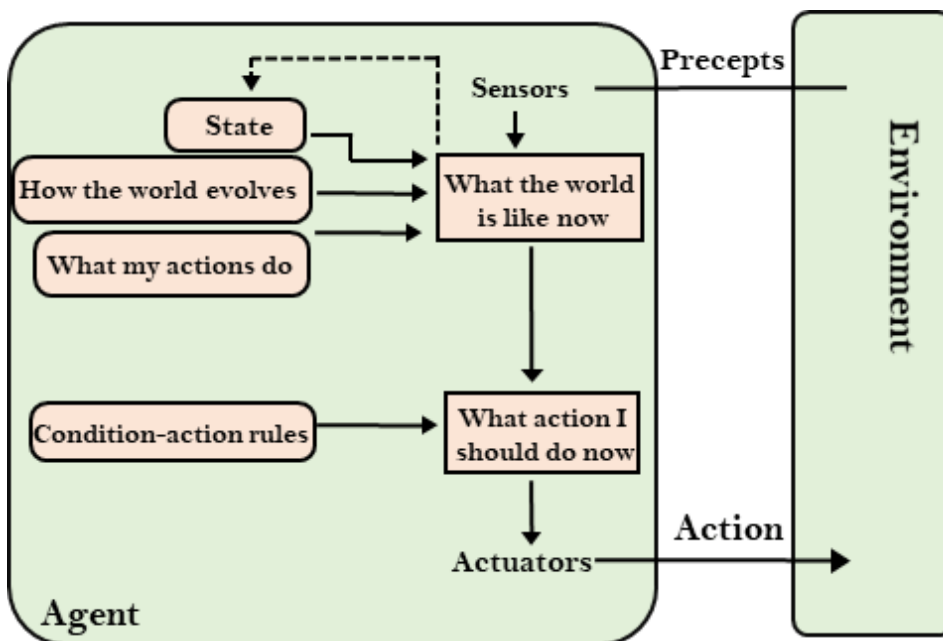 Precepts
Sensors
State
How the world evolves
What my actions do
What the world
is like now
Environment
Condition-action rules
What action I
should do now
Action
Actuators
Agent